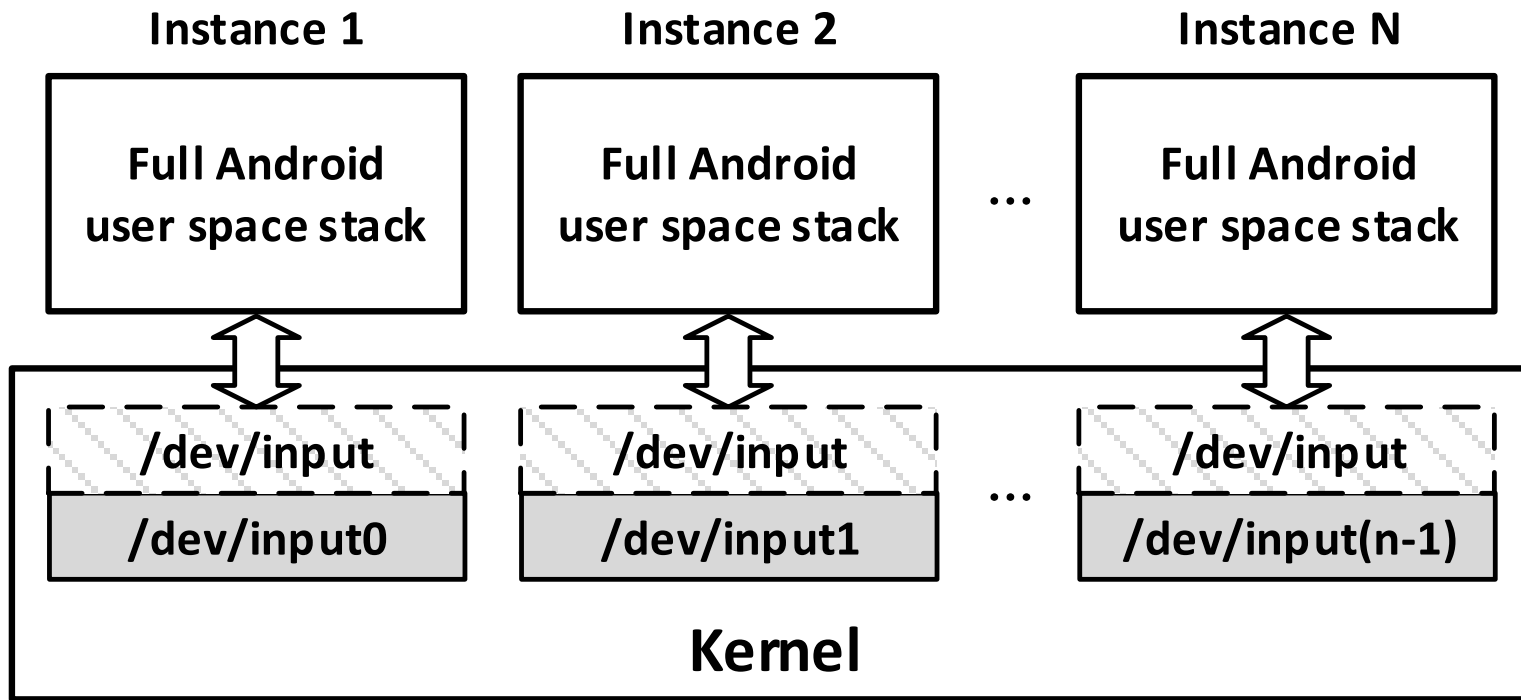 Instance 1
Instance 2
Instance N
Full Android
user space stack
Full Android
user space stack
...
Full Android
user space stack
/dev/input
/dev/input
/dev/input
...
/dev/input0
/dev/input1
/dev/input(n-1)
Kernel